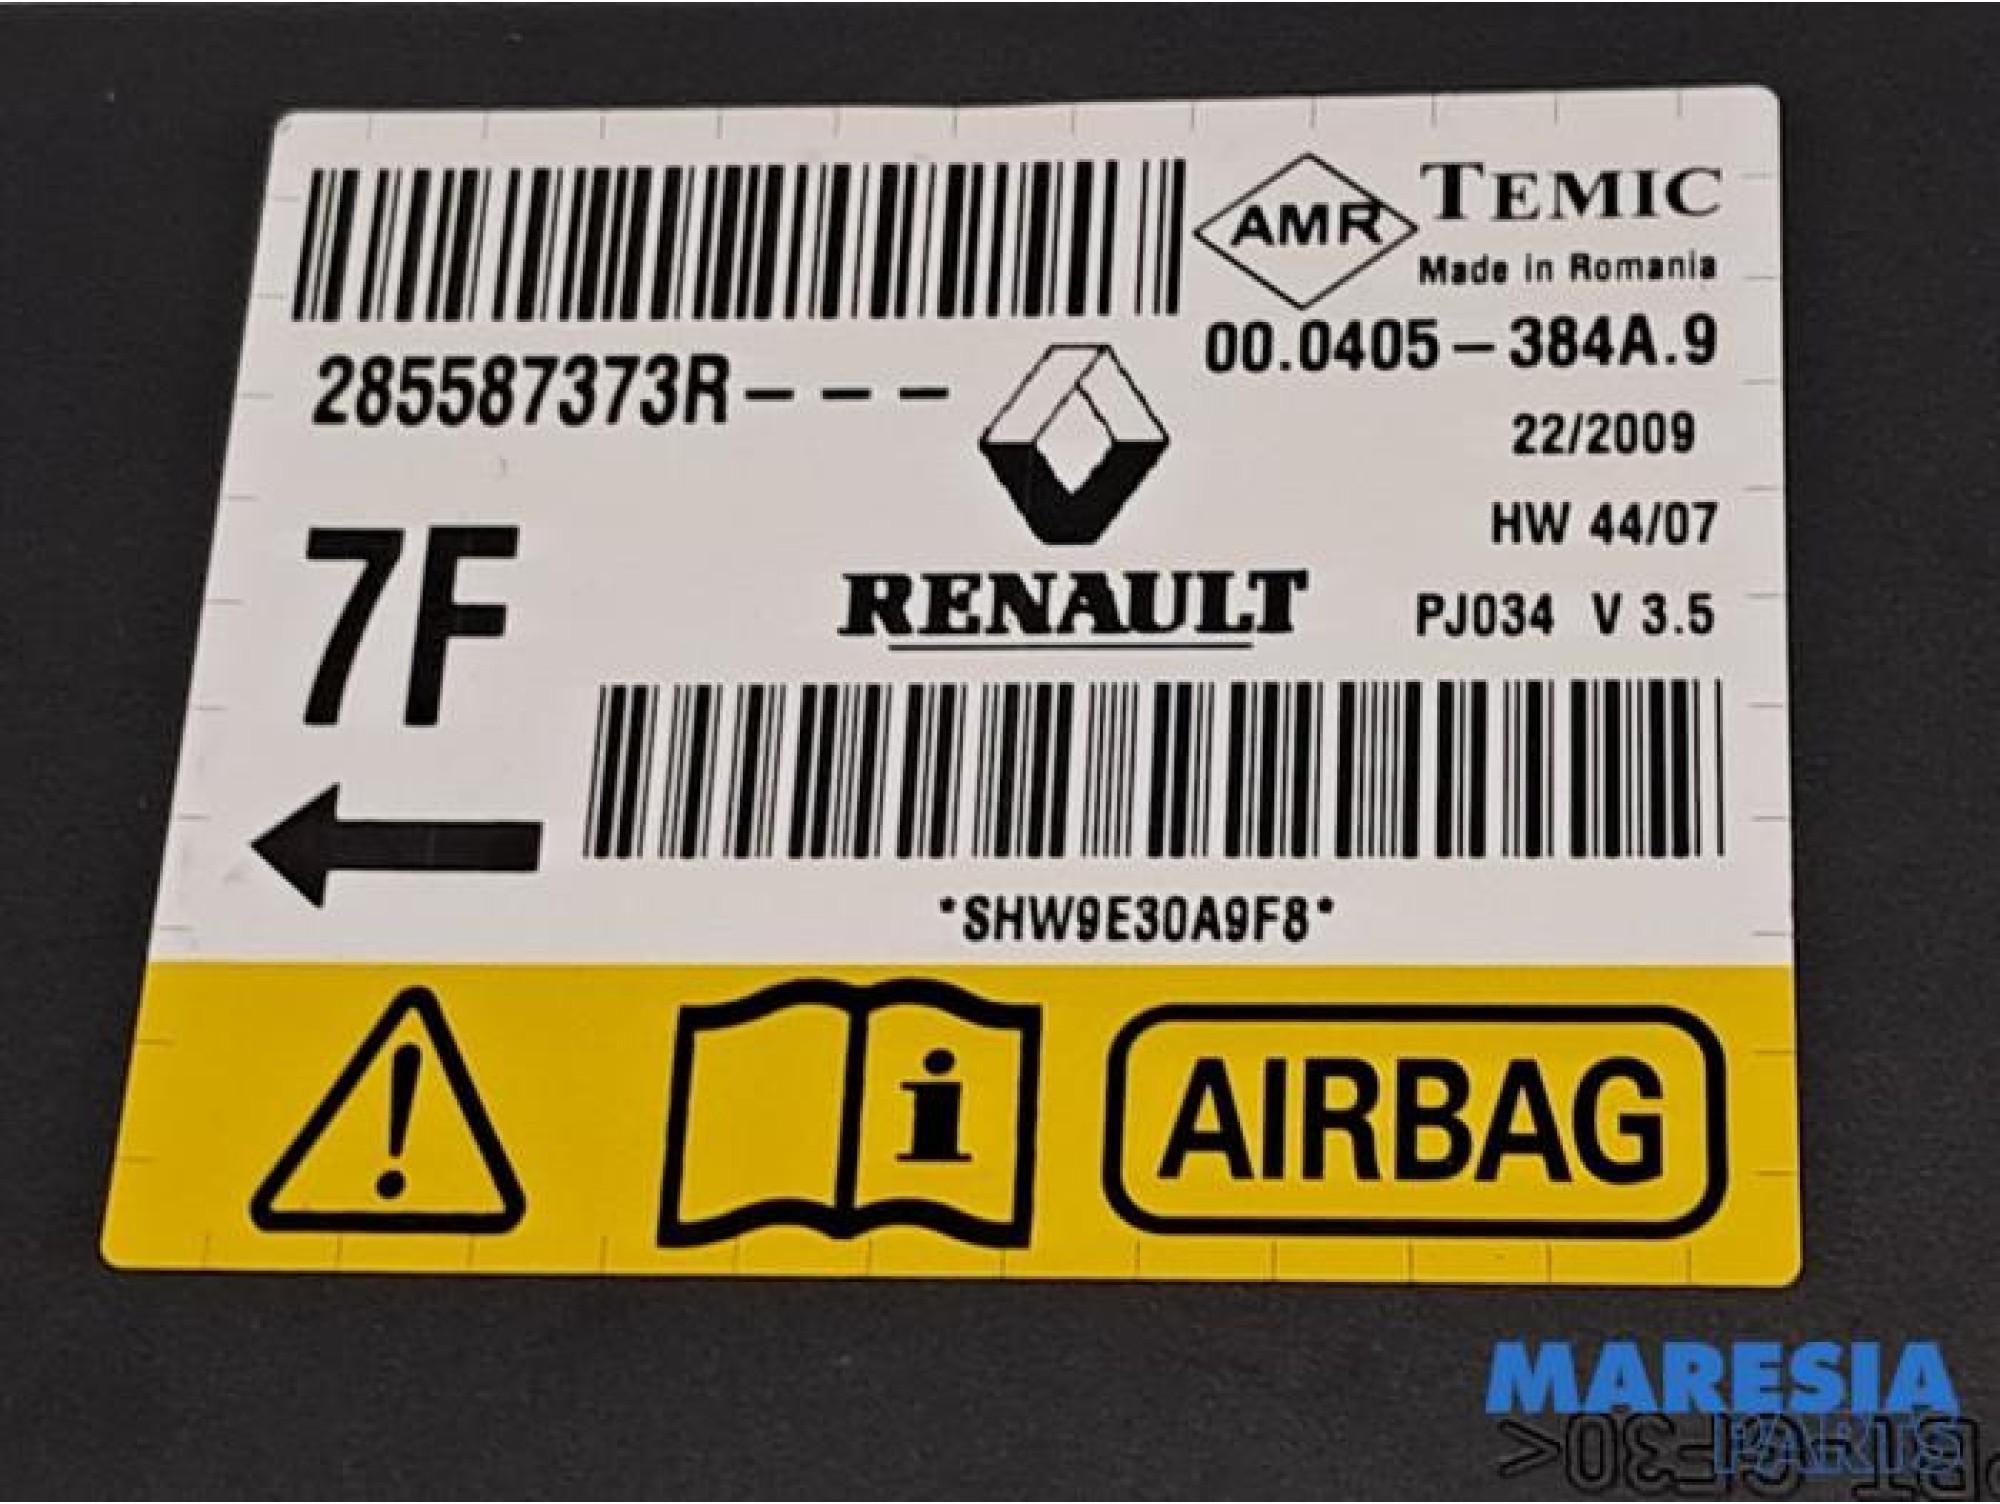 AMR TEMIC
Made in Romania
285587373R---
00.0405-384A.9
22/2009
7F
HW 44/07
RENAULT
PJ034 V 3.5
*SHW9E30A9F8*
! i AIRBAG
MARESIA
PARTS